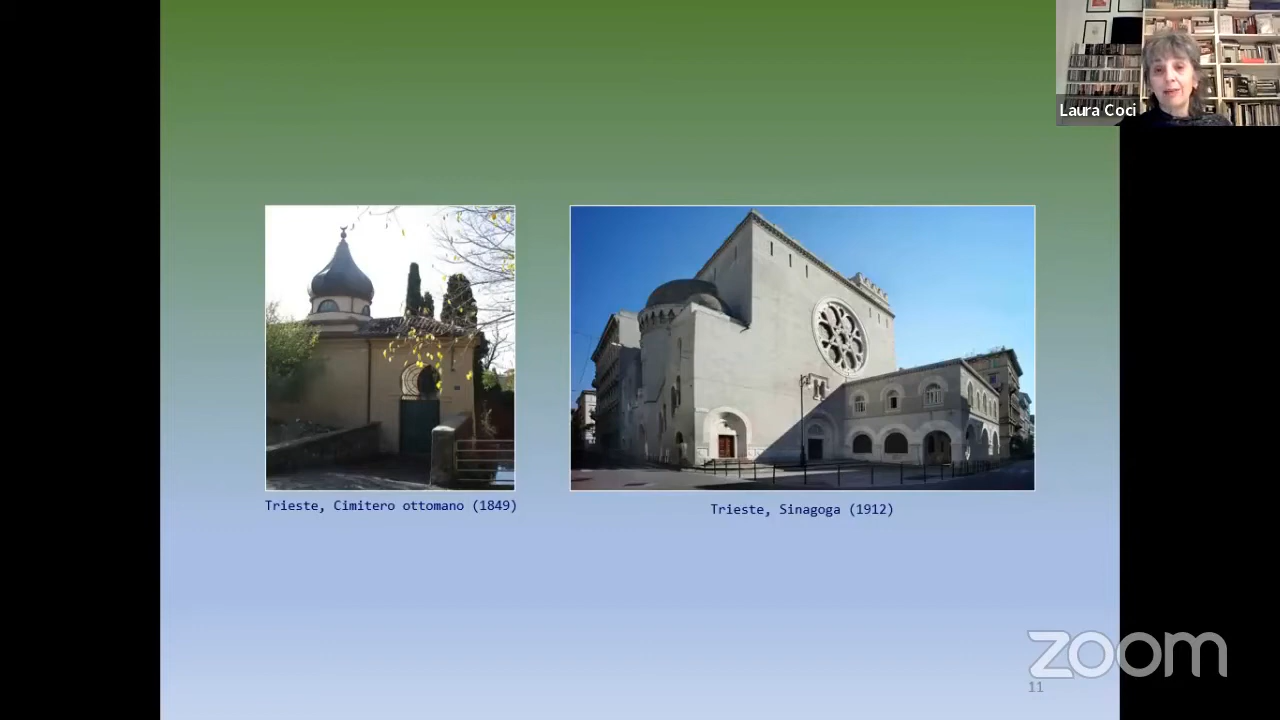 Laura Coci
Trieste, Cimitero ottomano (1849)
Trieste, Sinagoga (1912)
zoom
11